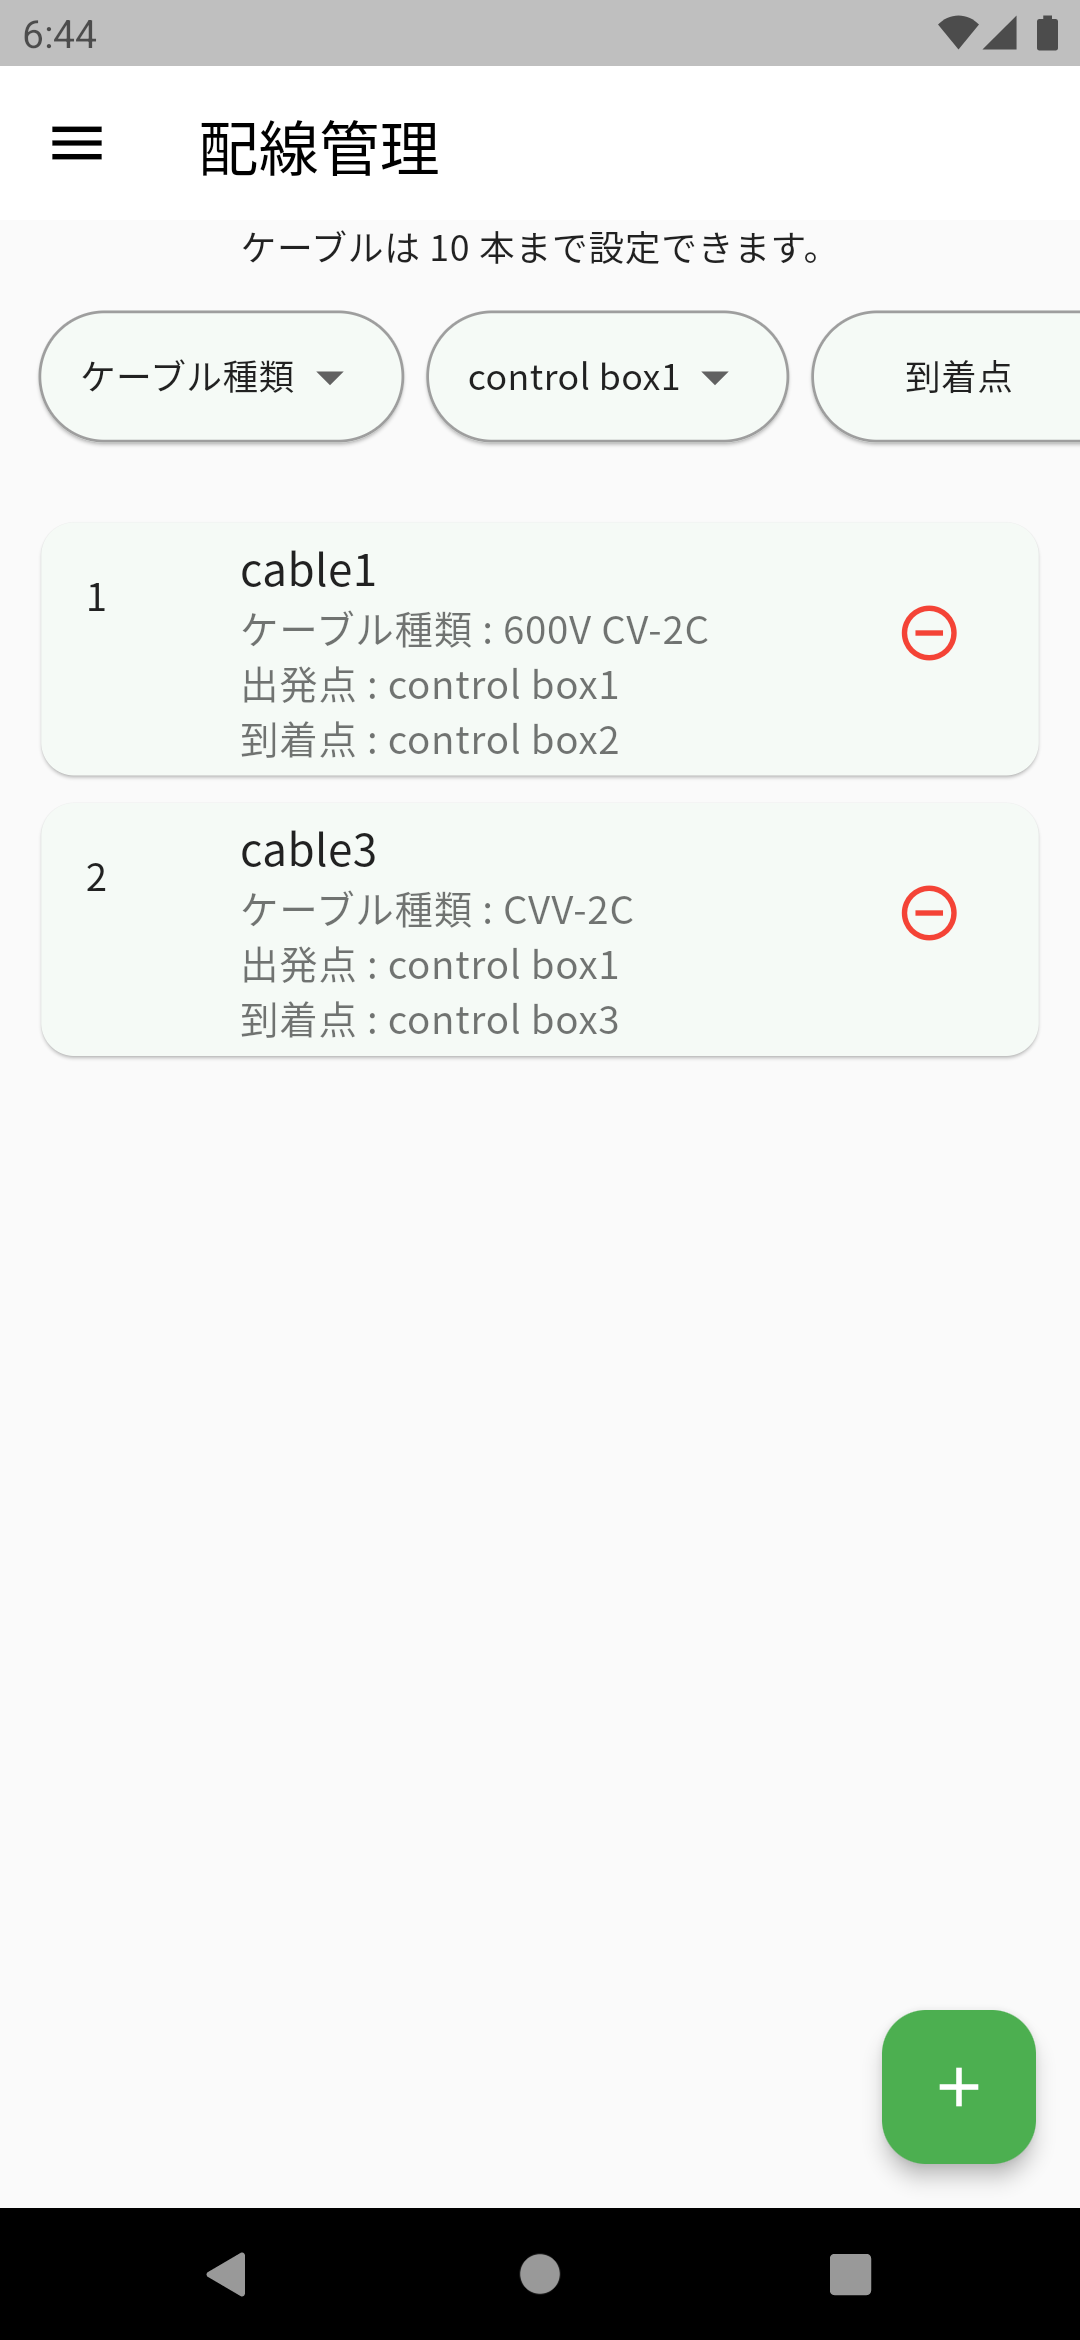 6:44
配線管理
ケーブルは 10 本まで設定できます。
ケーブル種類 control box1 到着点
1
cable1
ケーブル種類 : 600V CV-2C
出発点 : control box1
到着点 : control box2
2
cable3
ケーブル種類 : CVV-2C
出発点 : control box1
到着点 : control box3